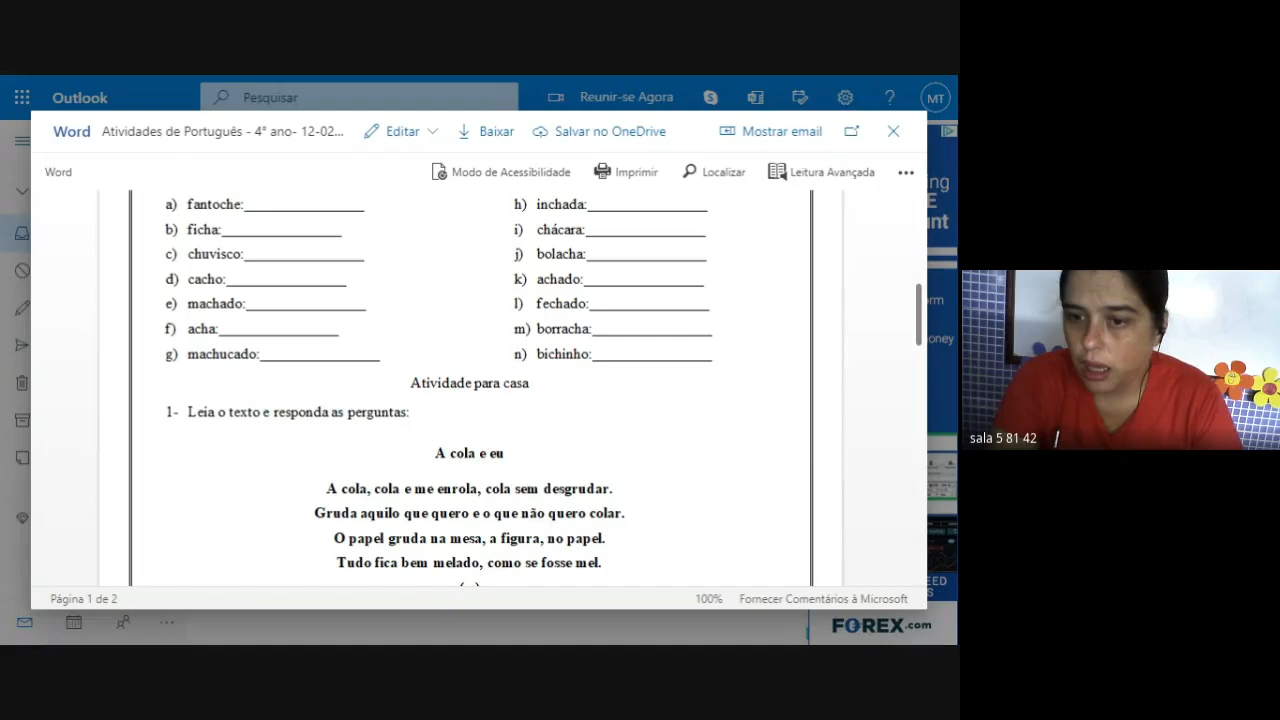 Outlook
Pesquisar
Reunir-se Agora
MT
Word Atividades de Português - 4° ano- 12-02... Editar Baixar Salvar no OneDrive Mostrar email
Word Modo de Acessibilidade Imprimir Localizar Leitura Avançada
a) fantoche:
b) ficha:
c) chuvisco:
d) cacho:
e) machado:
f) acha:
g) machucado:
h) inchada:
i) chácara:
j) bolacha:
k) achado:
l) fechado:
m) borracha:
n) bichinho:
Atividade para casa
1- Leia o texto e responda as perguntas:
A cola e eu
A cola, cola e me enrola, cola sem desgrudar.
Gruda aquilo que quero e o que não quero colar.
O papel gruda na mesa, a figura, no papel.
Tudo fica bem melado, como se fosse mel.
Página 1 de 2 100% Fornecer Comentários à Microsoft
FOREX.com
sala 5 81 42